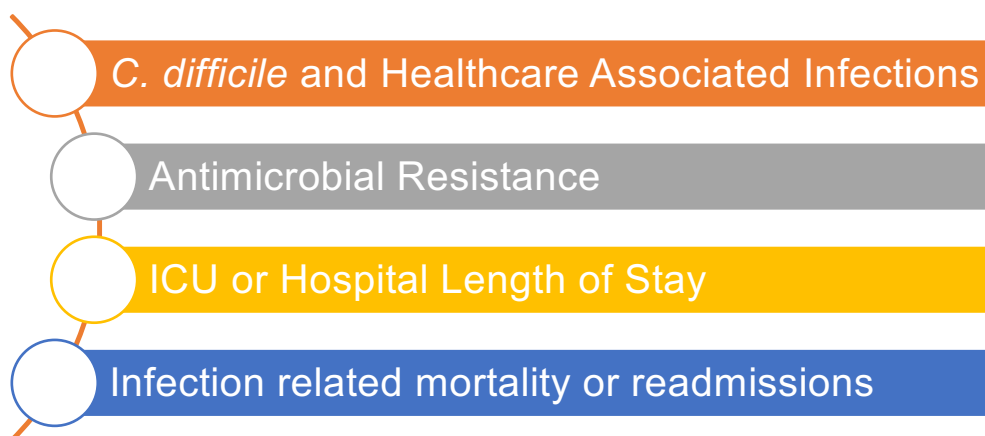 C. difficile and Healthcare Associated Infections
Antimicrobial Resistance
ICU or Hospital Length of Stay
Infection related mortality or readmissions